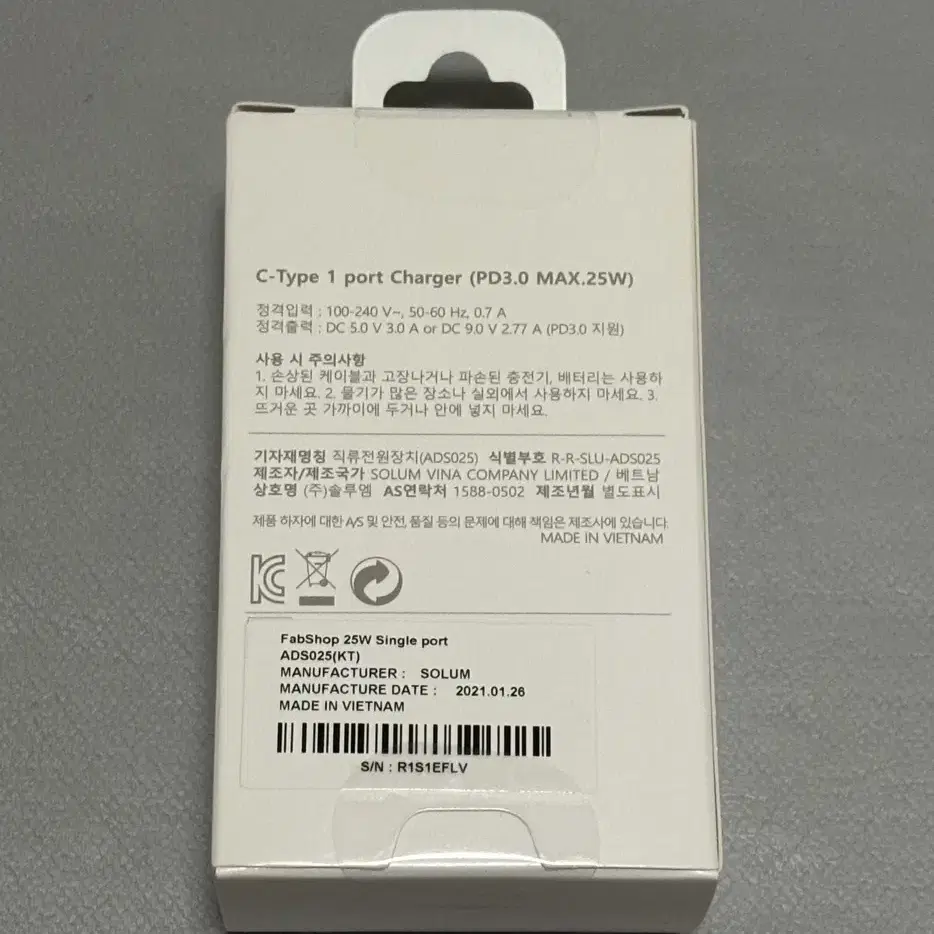 C-Type 1 port Charger (PD3.0 MAX.25W)
정격입력 : 100-240 V~, 50-60 Hz, 0.7 A
정격출력 : DC 5.0 V 3.0 A or DC 9.0 V 2.77 A (PD3.0 지원)
사용 시 주의사항
1. 손상된 케이블과 고장나거나 파손된 충전기, 배터리는 사용하
지 마세요. 2. 물기가 많은 장소나 실외에서 사용하지 마세요. 3.
뜨거운 곳 가까이에 두거나 안에 넣지 마세요.
기자재명칭 직류전원장치(ADS025) 식별부호 R-R-SLU-ADS025
제조자/제조국가 SOLUM VINA COMPANY LIMITED / 베트남
상호명 (주)솔루엠 AS연락처 1588-0502 제조년월 별도표시
제품 하자에 대한 A/S 및 안전, 품질 등의 문제에 대해 책임은 제조사에 있습니다.
MADE IN VIETNAM
FabShop 25W Single port
ADS025(KT)
MANUFACTURER : SOLUM
MANUFACTURE DATE : 2021.01.26
MADE IN VIETNAM
S/N : R1S1EFLV